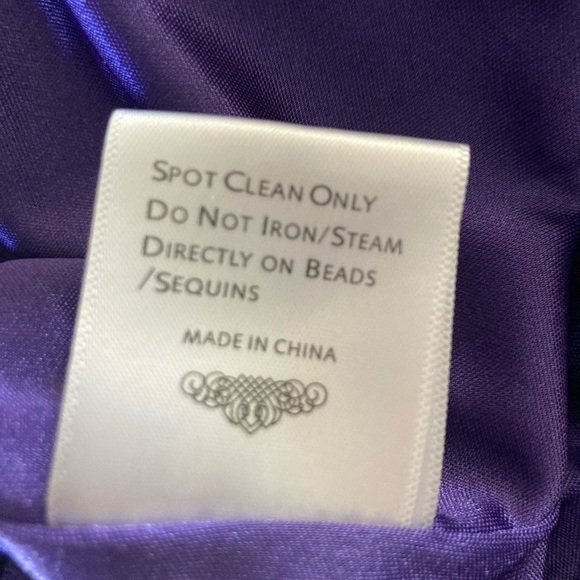 SPOT CLEAN ONLY
DO NOT IRON/STEAM
DIRECTLY ON BEADS
/SEQUINS
MADE IN CHINA